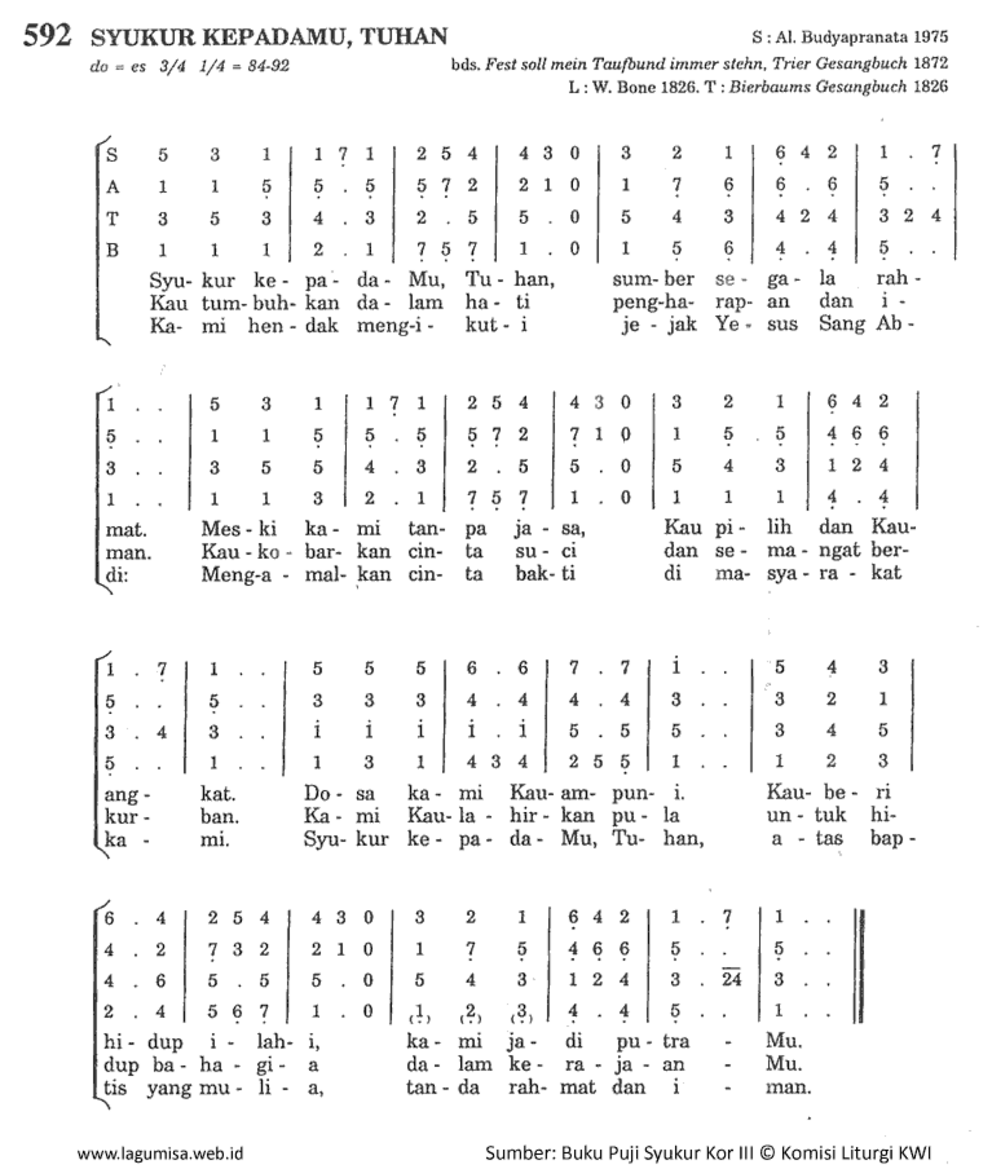 592 SYUKUR KEPADAMU, TUHAN
S : Al. Budyapranata 1975
do = es 3/4 1/4 = 84-92
bds. Fest soll mein Taufbund immer stehn, Trier Gesangbuch 1872
L : W. Bone 1826. T : Bierbaums Gesangbuch 1826
S 5 3 1 | 1 7̣ 1 | 2 5 4 | 4 3 0 | 3 2 1 | 6̣ 4 2 | 1 . 7̣ |
A 1 1 5̣ | 5̣ . 5̣ | 5̣ 7̣ 2 | 2 1 0 | 1 7̣ 6̣ | 6̣ . 6̣ | 5̣ . . |
T 3 5 3 | 4 . 3 | 2 . 5 | 5 . 0 | 5 4 3 | 4 2 4 | 3 2 4 |
B 1 1 1 | 2 . 1 | 7̣ 5̣ 7̣ | 1 . 0 | 1 5̣ 6̣ | 4̣ . 4̣ | 5̣ . . |
Syu- kur ke - pa - da - Mu, Tu - han, sum- ber se - ga - la rah -
Kau tum- buh- kan da - lam ha - ti peng-ha- rap- an dan i -
Ka- mi hen - dak meng-i - kut - i je - jak Ye - sus Sang Ab -
1 . . | 5 3 1 | 1 7̣ 1 | 2 5 4 | 4 3 0 | 3 2 1 | 6̣ 4 2 |
5̣ . . | 1 1 5̣ | 5̣ . 5̣ | 5̣ 7̣ 2 | 7̣ 1 0 | 1 5̣ . 5̣ | 4̣ 6̣ 6̣ |
3 . . | 3 5 5 | 4 . 3 | 2 . 5 | 5 . 0 | 5 4 3 | 1 2 4 |
1 . . | 1 1 3 | 2 . 1 | 7̣ 5̣ 7̣ | 1 . 0 | 1 1 1 | 4̣ . 4̣ |
mat. Mes - ki ka - mi tan- pa ja - sa, Kau pi - lih dan Kau-
man. Kau - ko - bar- kan cin- ta su - ci dan se - ma - ngat ber-
di: Meng-a - mal- kan cin- ta bak- ti di ma- sya - ra - kat
1 . 7̣ | 1 . . | 5 5 5 | 6 . 6 | 7 . 7 | i . . | 5 4 3 |
5̣ . . | 5̣ . . | 3 3 3 | 4 . 4 | 4 . 4 | 3 . . | 3 2 1 |
3 . 4 | 3 . . | i i i | i . i | 5 . 5 | 5 . . | 3 4 5 |
5̣ . . | 1 . . | 1 3 1 | 4 3 4 | 2 5 5̣ | 1 . . | 1 2 3 |
ang - kat. Do - sa ka - mi Kau- am- pun- i. Kau- be - ri
kur - ban. Ka - mi Kau- la - hir - kan pu - la un - tuk hi-
ka - mi. Syu- kur ke - pa - da - Mu, Tu- han, a - tas bap -
6 . 4 | 2 5 4 | 4 3 0 | 3 2 1 | 6̣ 4 2 | 1 . 7̣ | 1 . . ||
4 . 2 | 7̣ 3 2 | 2 1 0 | 1 7̣ 5̣ | 4̣ 6̣ 6̣ | 5̣ . . | 5̣ . . ||
4 . 6 | 5 . 5 | 5 . 0 | 5 4 3 | 1 2 4 | 3 . 2̅4̅ | 3 . . ||
2 . 4 | 5 6̣ 7̣ | 1 . 0 | (1̣) (2̣) (3̣) | 4̣ . 4̣ | 5̣ . . | 1 . . ||
hi - dup i - lah- i, ka - mi ja - di pu - tra - Mu.
dup ba - ha - gi - a da - lam ke - ra - ja - an - Mu.
tis yang mu - li - a, tan - da rah- mat dan i - man.
www.lagumisa.web.id
Sumber: Buku Puji Syukur Kor III © Komisi Liturgi KWI